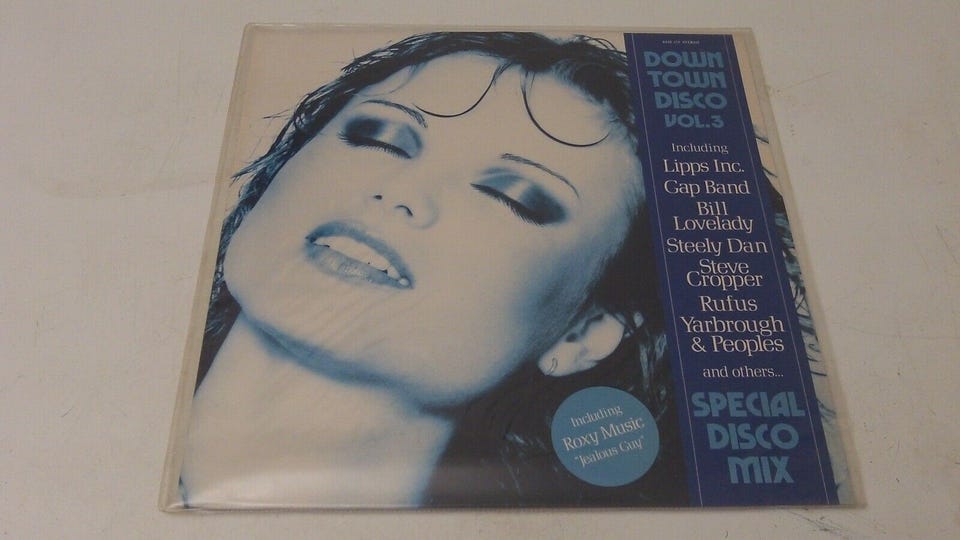 DOWN
TOWN
DISCO
VOL.3
Including
Lipps Inc.
Gap Band
Bill
Lovelady
Steely Dan
Steve
Cropper
Rufus
Yarbrough
& Peoples
and others...
SPECIAL
DISCO
MIX
Including
Roxy Music
"Jealous Guy"